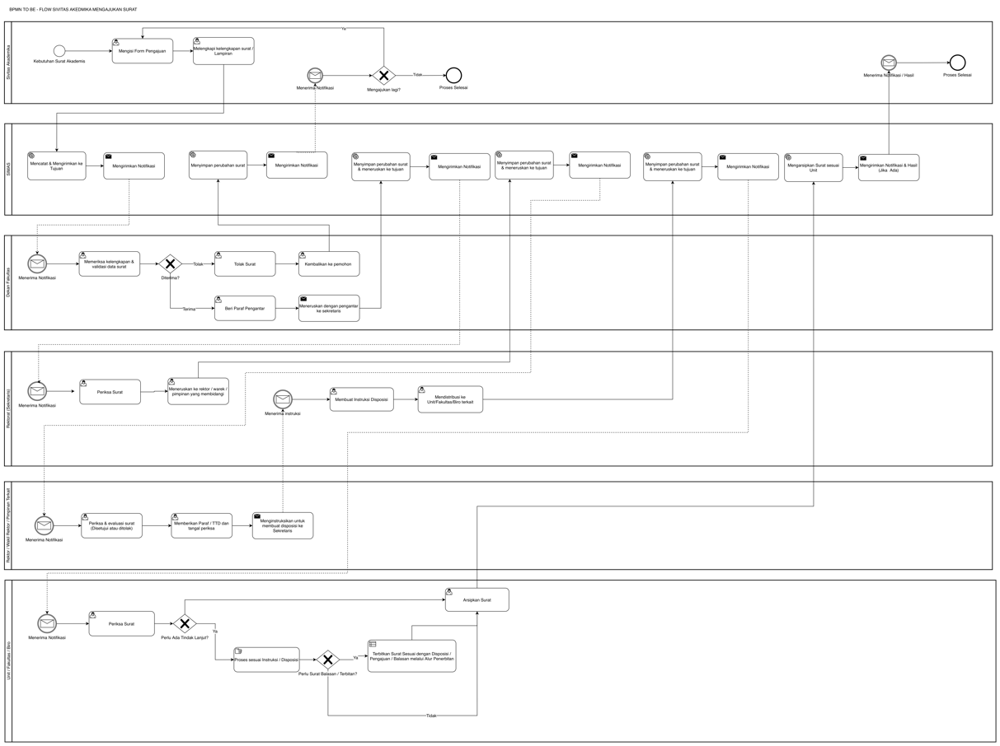 BPMN TO BE - FLOW SIVITAS AKEDMIKA MENGAJUKAN SURAT
Sivitas Akademika
Kebutuhan Surat Akademis
Mengisi Form Pengajuan
Melengkapi kelengkapan surat /
Lampiran
Ya
Menerima Notifikasi
Mengajukan lagi?
Tidak
Proses Selesai
Menerima Notifikasi / Hasil
Proses Selesai
SIMAS
Mencatat & Mengirimkan ke
Tujuan
Mengirimkan Notifikasi
Menyimpan perubahan surat
Mengirimkan Notifikasi
Menyimpan perubahan surat
& meneruskan ke tujuan
Mengirimkan Notifikasi
Menyimpan perubahan surat
& meneruskan ke tujuan
Mengirimkan Notifikasi
Menyimpan perubahan surat
& meneruskan ke tujuan
Mengirimkan Notifikasi
Mengarsipkan Surat sesuai
Unit
Mengirimkan Notifikasi & Hasil
(Jika Ada)
Dekan Fakultas
Menerima Notifikasi
Memeriksa kelengkapan &
validasi data surat
Diterima?
Tolak
Tolak Surat
Kembalikan ke pemohon
Terima
Beri Paraf Pengantar
Meneruskan dengan pengantar
ke sekretaris
Rektorat (Sekretaris)
Menerima Notifikasi
Periksa Surat
Meneruskan ke rektor / warek /
pimpinan yang membidangi
Menerima instruksi
Membuat Instruksi Disposisi
Mendistribusi ke
Unit/Fakultas/Biro terkait
Rektor / Wakil Rektor / Pimpinan Terkait
Menerima Notifikasi
Periksa & evaluasi surat
(Disetujui atau ditolak)
Memberikan Paraf / TTD dan
tangal periksa
Menginstruksikan untuk
membuat disposisi ke
Sekretaris
Unit / Fakultas / Biro
Menerima Notifikasi
Periksa Surat
Perlu Ada Tindak Lanjut?
Ya
Proses sesuai Instruksi / Disposisi
Perlu Surat Balasan / Terbitan?
Ya
Terbitkan Surat Sesuai dengan Disposisi /
Pengajuan / Balasan melalui Alur Penerbitan
Arsipkan Surat
Tidak